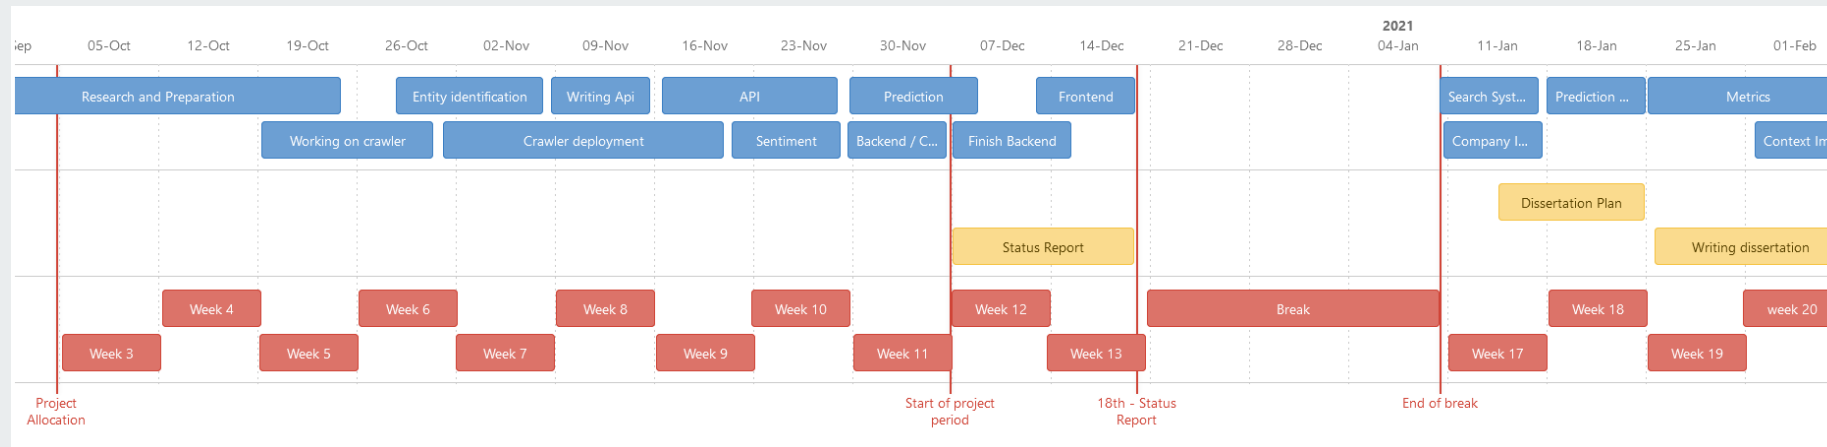 2021
Sep 05-Oct 12-Oct 19-Oct 26-Oct 02-Nov 09-Nov 16-Nov 23-Nov 30-Nov 07-Dec 14-Dec 21-Dec 28-Dec 04-Jan 11-Jan 18-Jan 25-Jan 01-Feb
Research and Preparation Entity identification Writing Api API Prediction Frontend Search Syst... Prediction ... Metrics
Working on crawler Crawler deployment Sentiment Backend / C... Finish Backend Company I... Context Im
Dissertation Plan
Status Report Writing dissertation
Week 4 Week 6 Week 8 Week 10 Week 12 Break Week 18 week 20
Week 3 Week 5 Week 7 Week 9 Week 11 Week 13 Week 17 Week 19
Project Start of project 18th - Status End of break
Allocation period Report